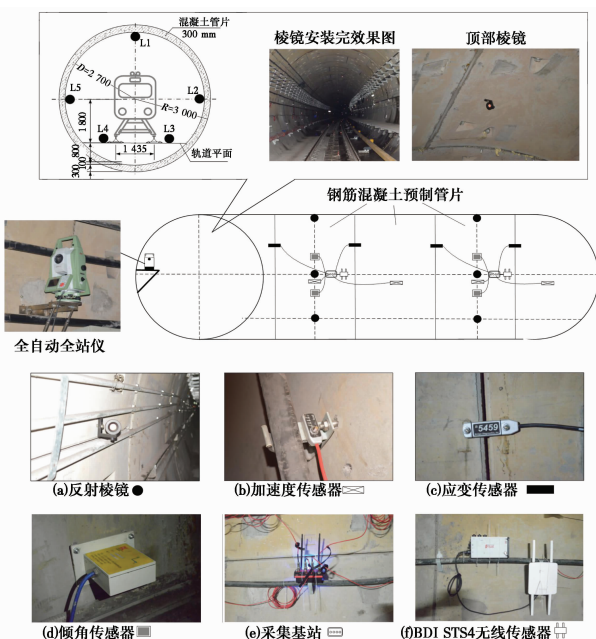 混凝土管片
300 mm
L1
D=2 700
R=3 000
L5
L2
L4
L3
1 800
1 435
轨道平面
800
100
300
棱镜安装完效果图
顶部棱镜
钢筋混凝土预制管片
全自动全站仪
5459
(a)反射棱镜
(b)加速度传感器
(c)应变传感器
(d)倾角传感器
(e)采集基站
(f)BDI STS4无线传感器